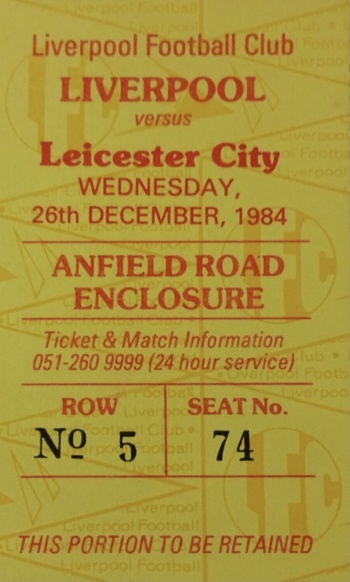 Liverpool Football Club
LIVERPOOL
versus
Leicester City
WEDNESDAY,
26th DECEMBER, 1984
ANFIELD ROAD
ENCLOSURE
Ticket & Match Information
051-260 9999 (24 hour service)
ROW SEAT No.
Nº 5 74
THIS PORTION TO BE RETAINED